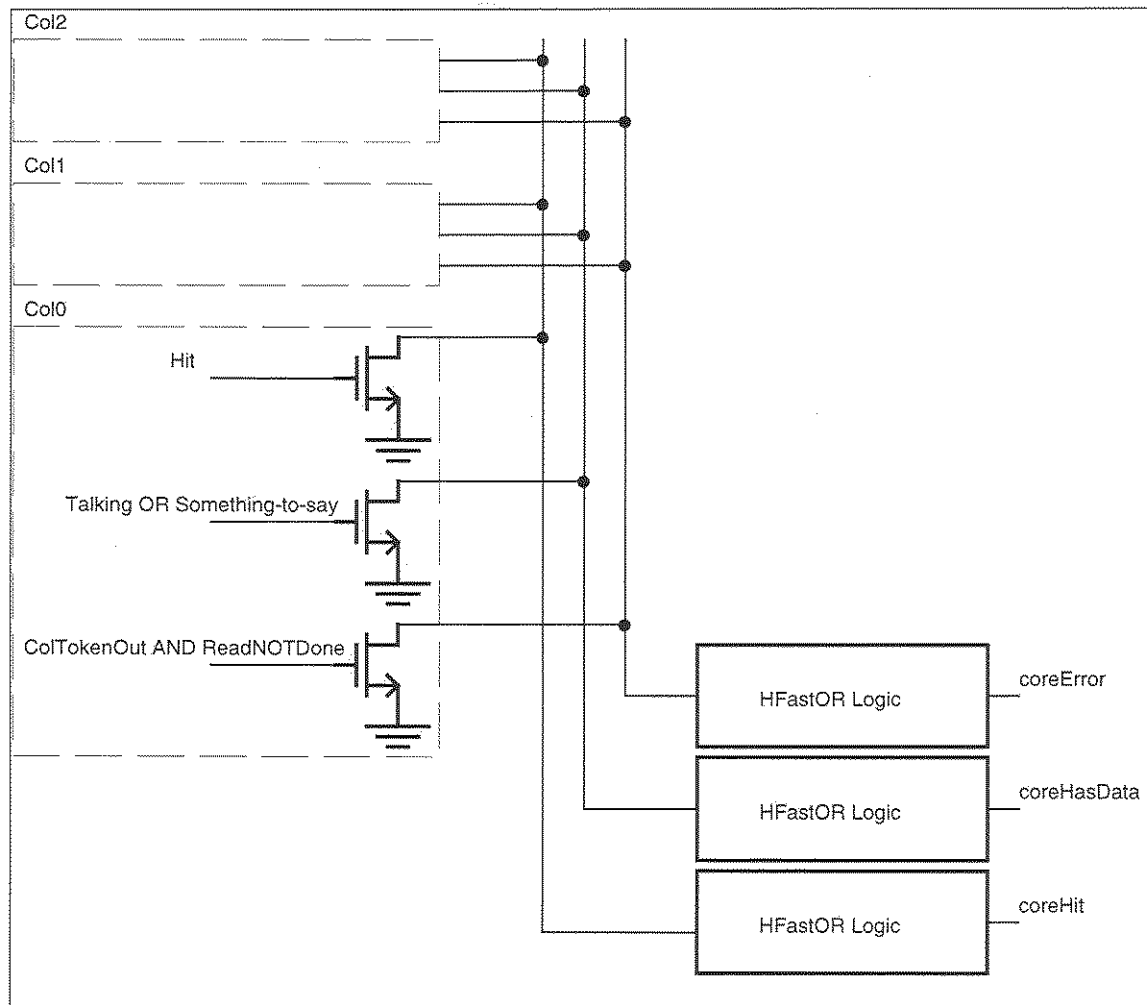 Col2
Col1
Col0
Hit
Talking OR Something-to-say
ColTokenOut AND ReadNOTDone
HFastOR Logic
coreError
HFastOR Logic
coreHasData
HFastOR Logic
coreHit